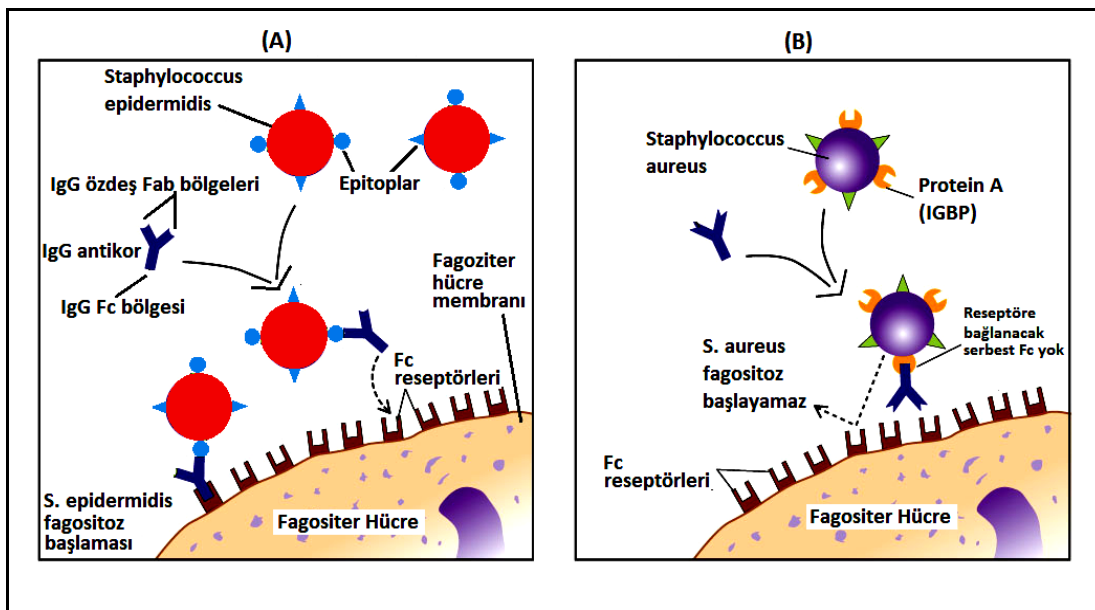 (A)
Staphylococcus
epidermidis
Epitoplar
IgG özdeş Fab bölgeleri
IgG antikor
IgG Fc bölgesi
Fagoziter
hücre
membranı
Fc
reseptörleri
S. epidermidis
fagositoz
başlaması
Fagositer Hücre
(B)
Staphylococcus
aureus
Protein A
(IGBP)
Reseptöre
bağlanacak
serbest Fc yok
S. aureus
fagositoz
başlayamaz
Fc
reseptörleri
Fagositer Hücre